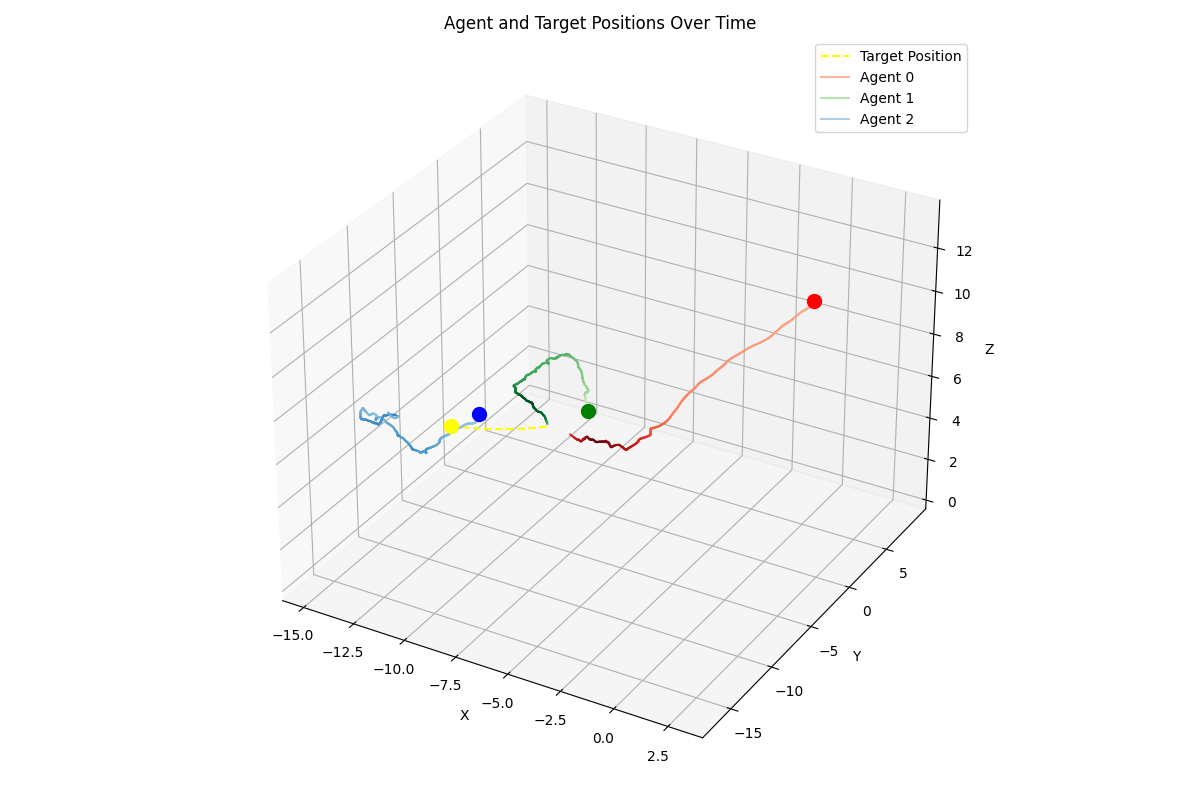 Agent and Target Positions Over Time
Target Position
Agent 0
Agent 1
Agent 2
12
10
8
6
4
2
0
Z
5
0
−5
−10
−15
Y
−15.0
−12.5
−10.0
−7.5
−5.0
−2.5
0.0
2.5
X